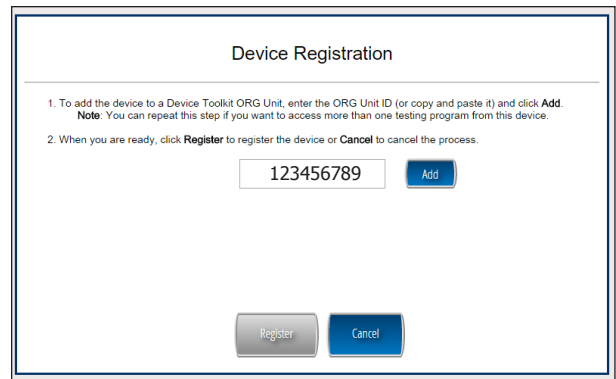 Device Registration
1. To add the device to a Device Toolkit ORG Unit, enter the ORG Unit ID (or copy and paste it) and click Add.
Note: You can repeat this step if you want to access more than one testing program from this device.
2. When you are ready, click Register to register the device or Cancel to cancel the process.
123456789 Add
Register Cancel